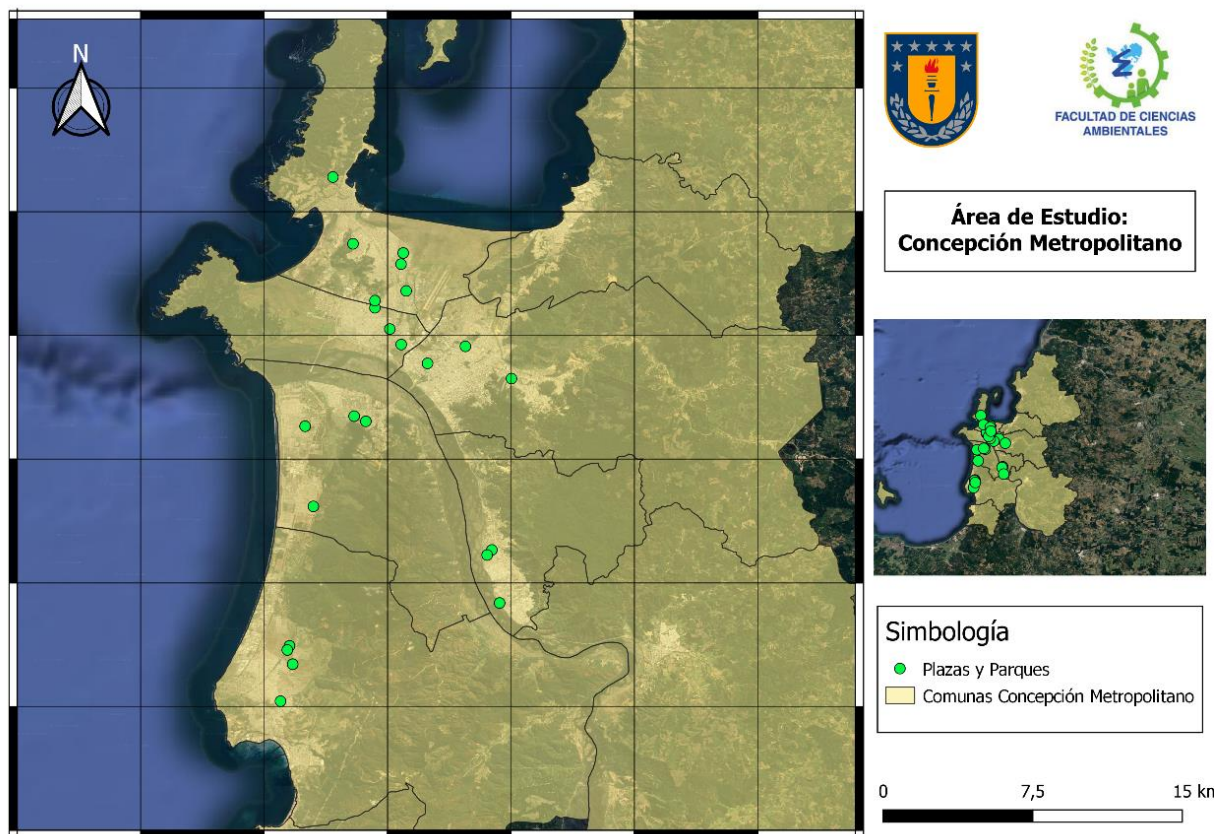 N
FACULTAD DE CIENCIAS
AMBIENTALES
Área de Estudio:
Concepción Metropolitano
Simbología
Plazas y Parques
Comunas Concepción Metropolitano
0 7,5 15 km